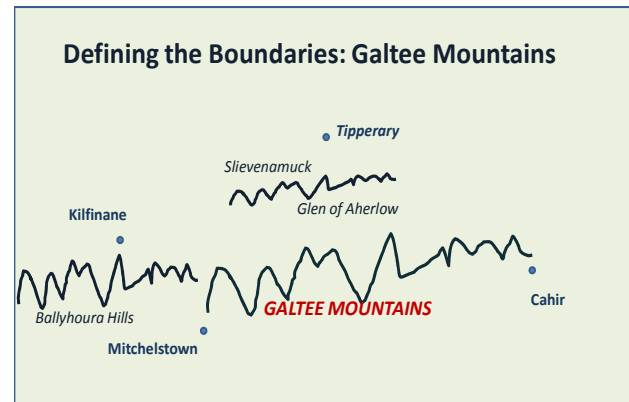 Defining the Boundaries: Galtee Mountains
Tipperary
Slievenamuck
Glen of Aherlow
Kilfinane
Ballyhoura Hills
GALTEE MOUNTAINS
Cahir
Mitchelstown